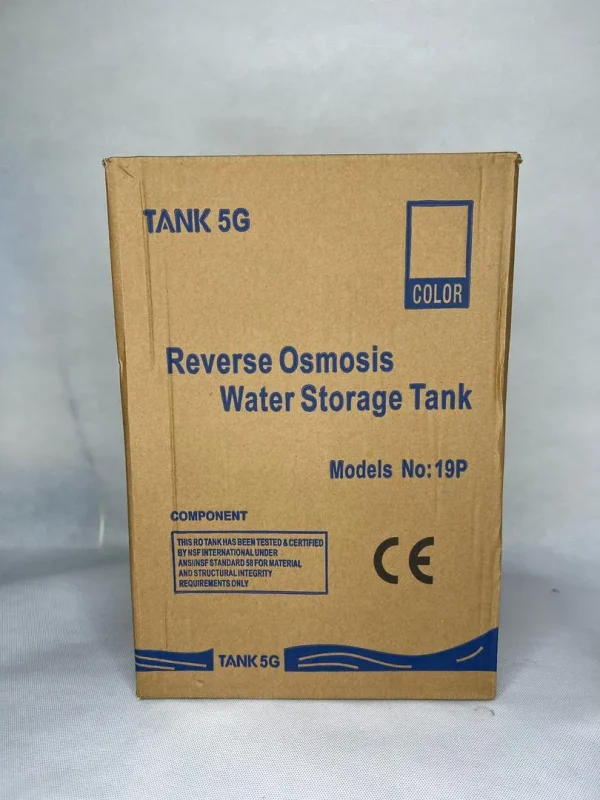 TANK 5G
COLOR
Reverse Osmosis
Water Storage Tank
Models No:19P
COMPONENT
THIS RO TANK HAS BEEN TESTED & CERTIFIED
BY NSF INTERNATIONAL UNDER
ANSI/NSF STANDARD 58 FOR MATERIAL
AND STRUCTURAL INTEGRITY
REQUIREMENTS ONLY
CE
TANK 5G